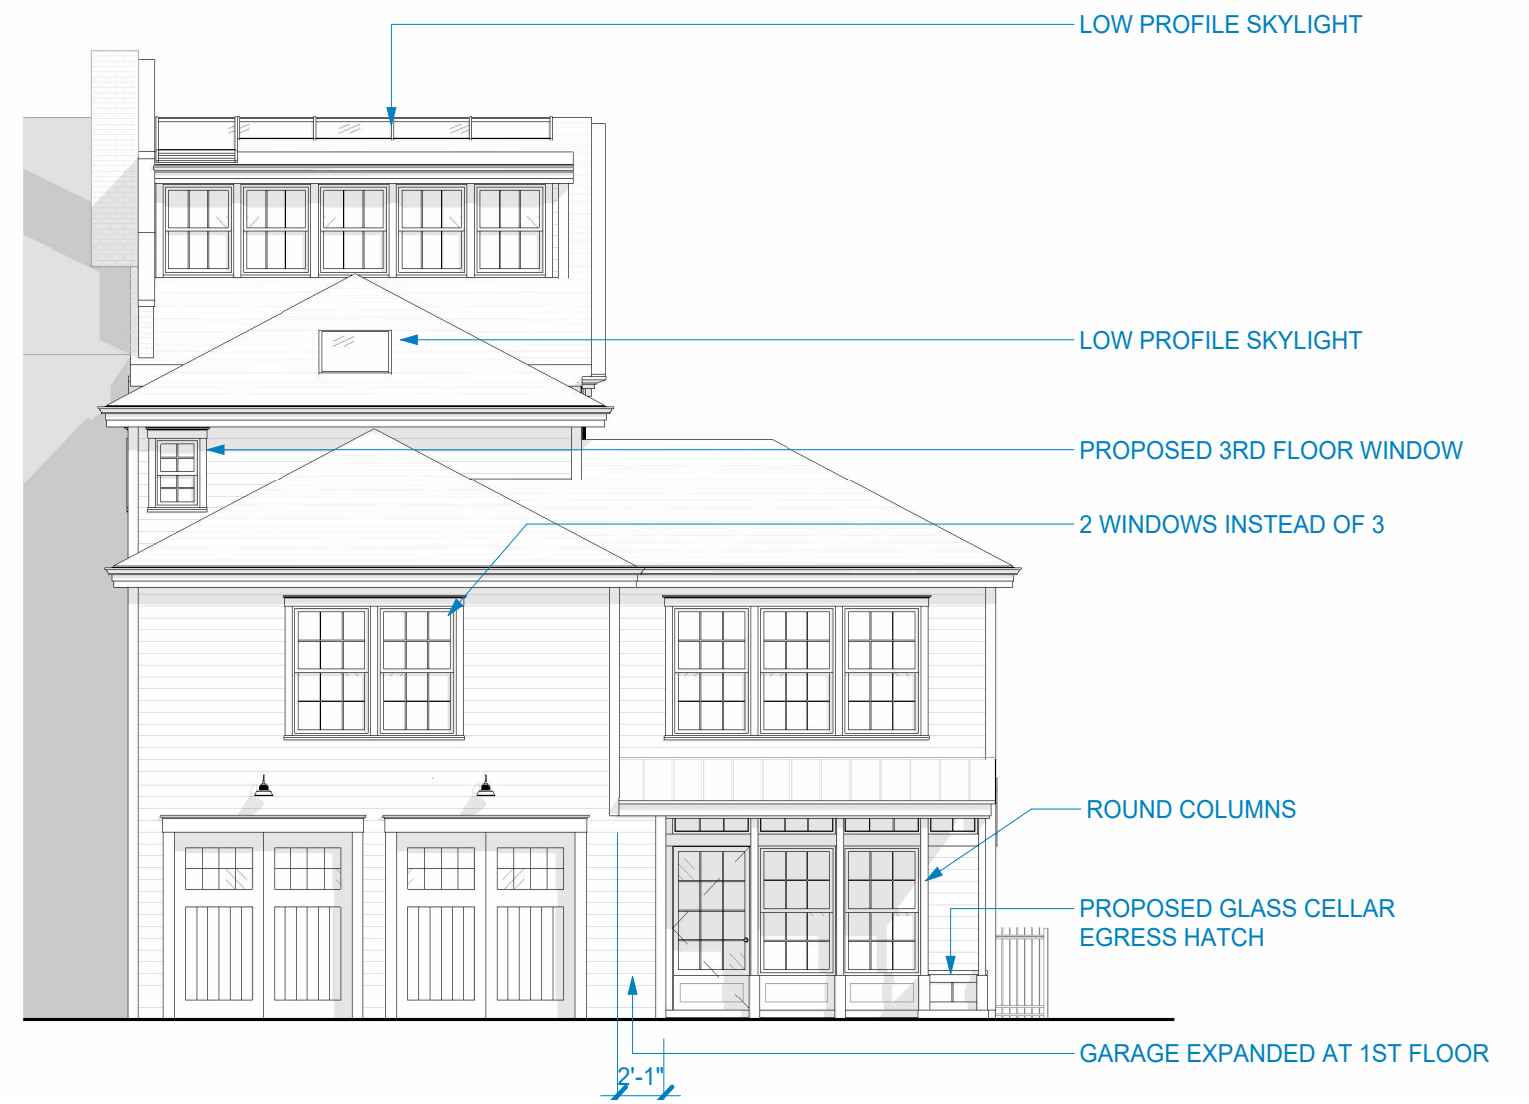 LOW PROFILE SKYLIGHT
LOW PROFILE SKYLIGHT
PROPOSED 3RD FLOOR WINDOW
2 WINDOWS INSTEAD OF 3
ROUND COLUMNS
PROPOSED GLASS CELLAR
EGRESS HATCH
GARAGE EXPANDED AT 1ST FLOOR
2'-1"